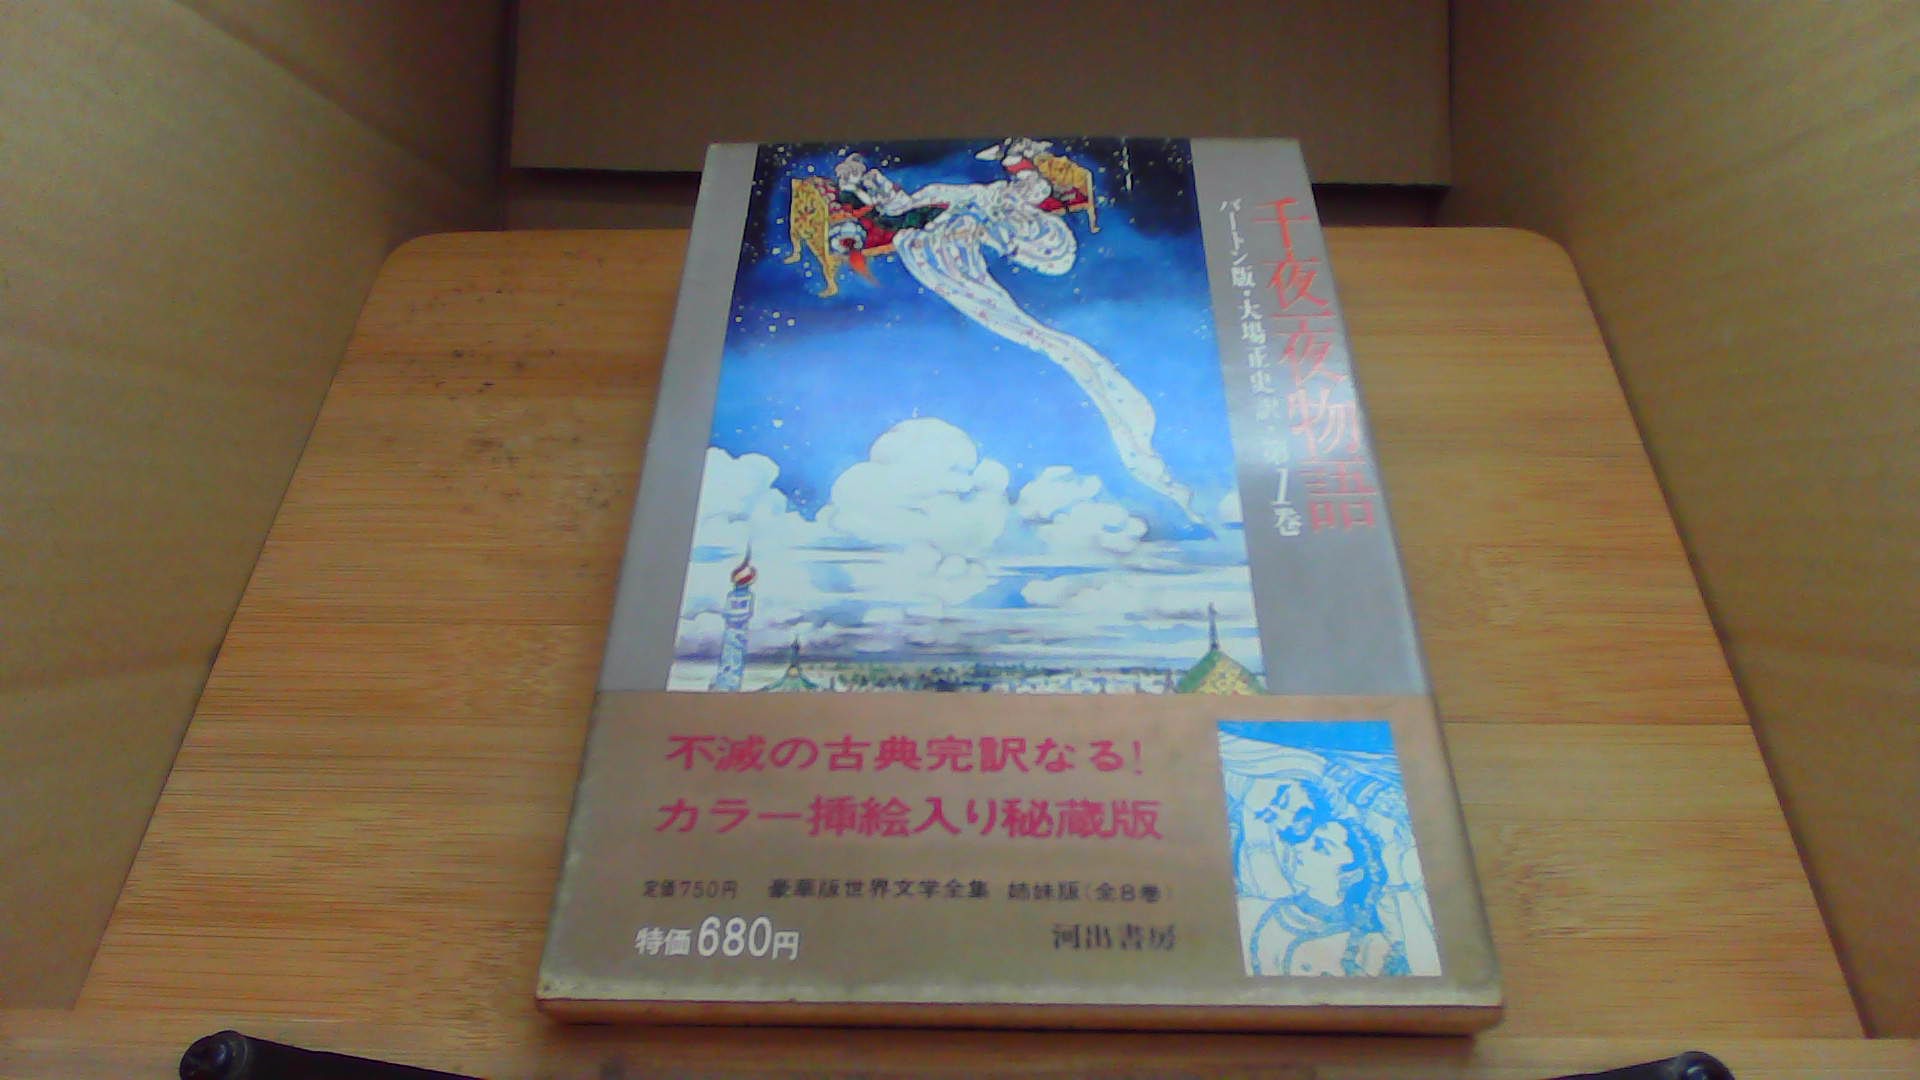 千夜一夜物語
バートン版・大場正史訳・第1巻
不滅の古典完訳なる!
カラー挿絵入り秘蔵版
定価750円 豪華版世界文学全集 姉妹版(全8巻)
特価680円 河出書房